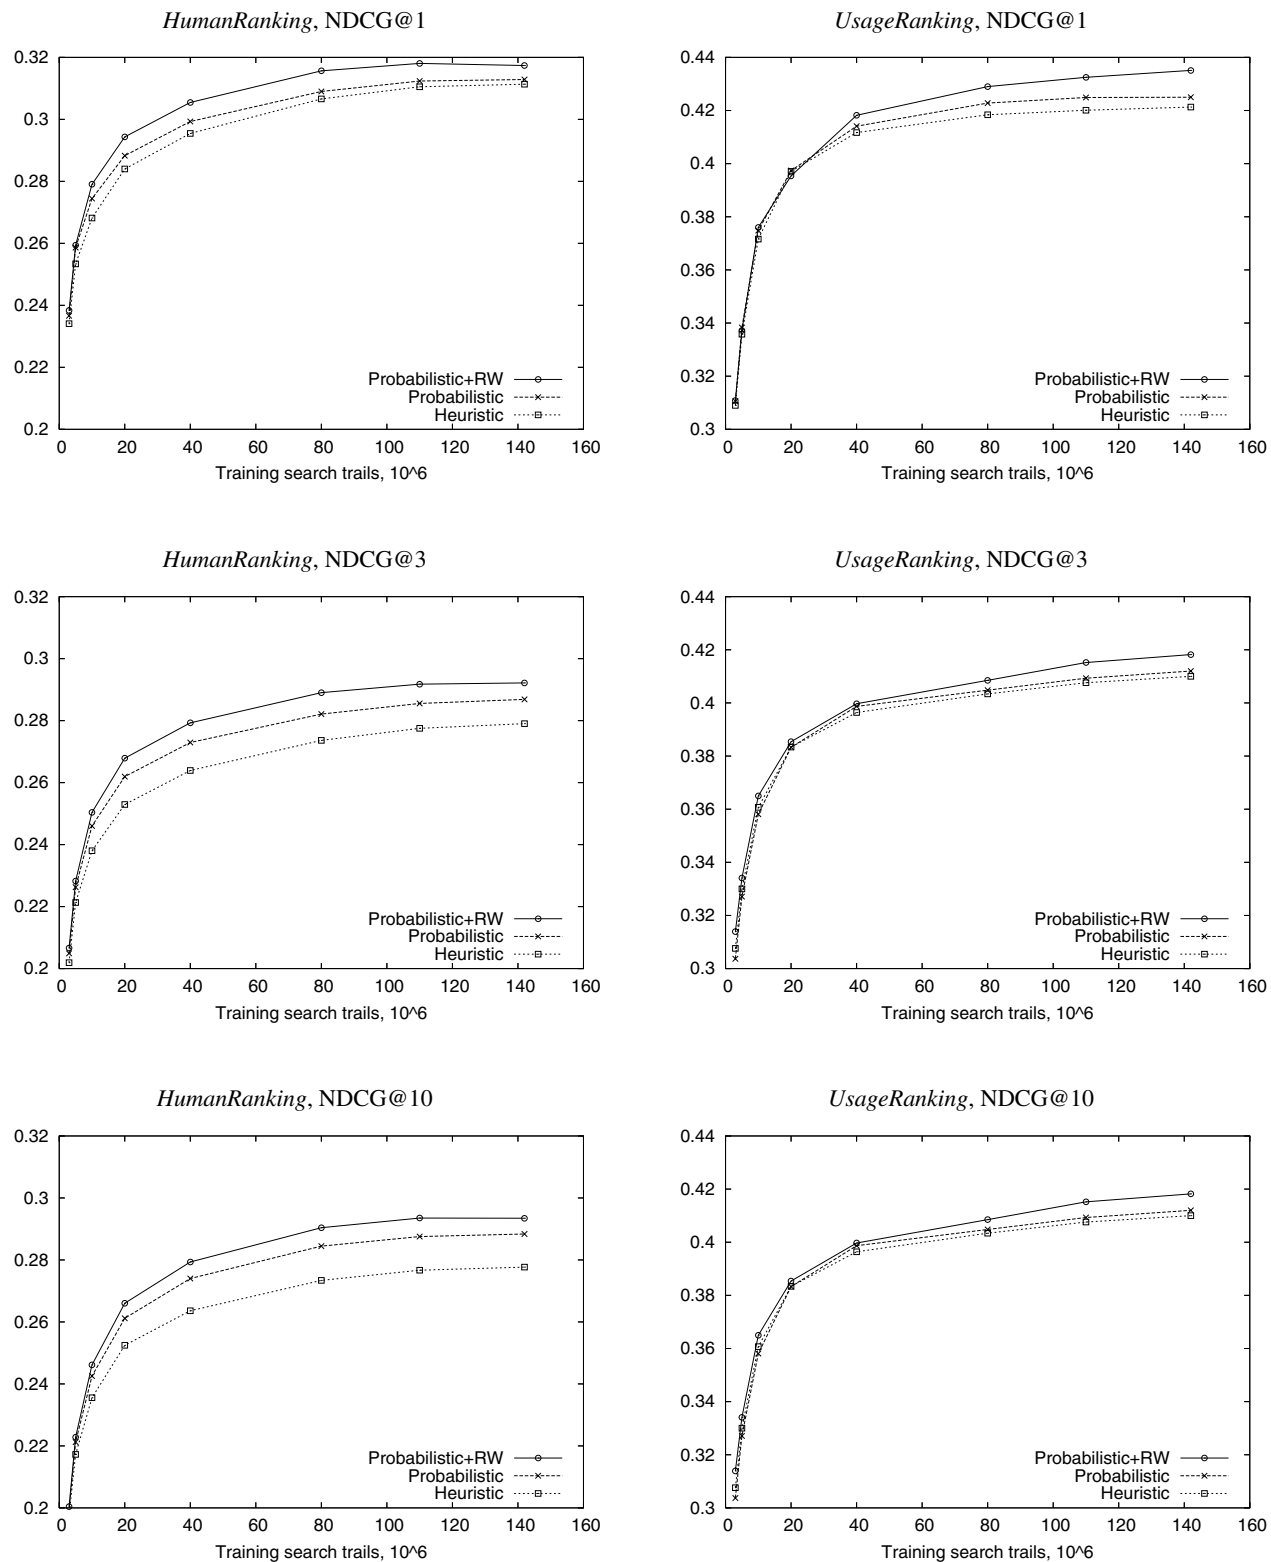 HumanRanking, NDCG@1
0.32
0.3
0.28
0.26
0.24
0.22
0.2
Probabilistic+RW
Probabilistic
Heuristic
0 20 40 60 80 100 120 140 160
Training search trails, 10^6
UsageRanking, NDCG@1
0.44
0.42
0.4
0.38
0.36
0.34
0.32
0.3
Probabilistic+RW
Probabilistic
Heuristic
0 20 40 60 80 100 120 140 160
Training search trails, 10^6
HumanRanking, NDCG@3
0.32
0.3
0.28
0.26
0.24
0.22
0.2
Probabilistic+RW
Probabilistic
Heuristic
0 20 40 60 80 100 120 140 160
Training search trails, 10^6
UsageRanking, NDCG@3
0.44
0.42
0.4
0.38
0.36
0.34
0.32
0.3
Probabilistic+RW
Probabilistic
Heuristic
0 20 40 60 80 100 120 140 160
Training search trails, 10^6
HumanRanking, NDCG@10
0.32
0.3
0.28
0.26
0.24
0.22
0.2
Probabilistic+RW
Probabilistic
Heuristic
0 20 40 60 80 100 120 140 160
Training search trails, 10^6
UsageRanking, NDCG@10
0.44
0.42
0.4
0.38
0.36
0.34
0.32
0.3
Probabilistic+RW
Probabilistic
Heuristic
0 20 40 60 80 100 120 140 160
Training search trails, 10^6